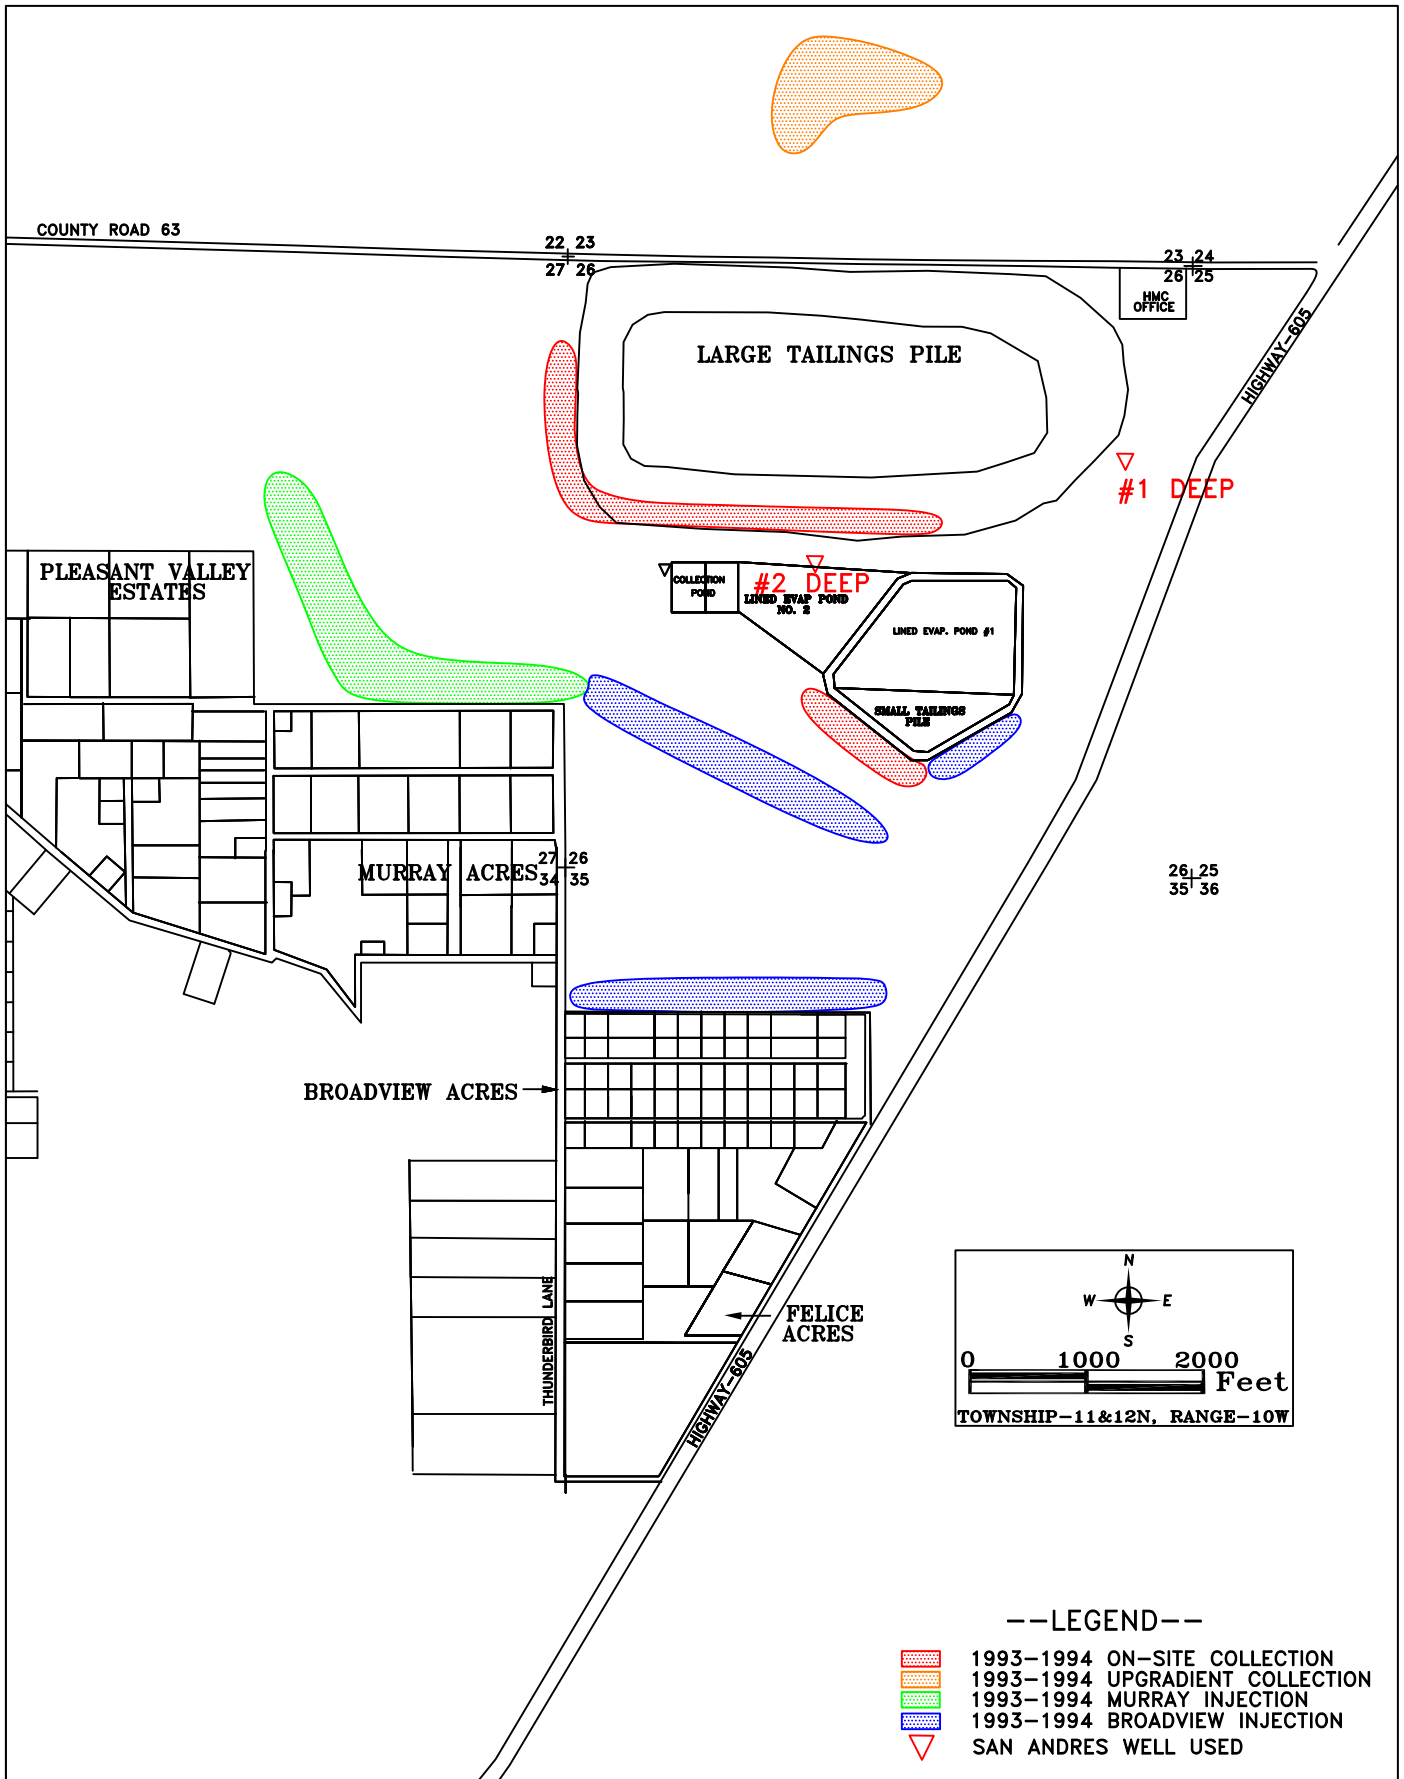 COUNTY ROAD 63
22 23
27 26
23 24
26 25
HMC
OFFICE
HIGHWAY-605
LARGE TAILINGS PILE
#1 DEEP
PLEASANT VALLEY
ESTATES
COLLECTION
POND
#2 DEEP
LINED EVAP POND
NO. 2
LINED EVAP. POND #1
SMALL TAILINGS
PILE
MURRAY ACRES
27 26
34 35
26 25
35 36
BROADVIEW ACRES
THUNDERBIRD LANE
FELICE
ACRES
HIGHWAY-605
N
W E
S
0 1000 2000
Feet
TOWNSHIP-11&12N, RANGE-10W
--LEGEND--
1993-1994 ON-SITE COLLECTION
1993-1994 UPGRADIENT COLLECTION
1993-1994 MURRAY INJECTION
1993-1994 BROADVIEW INJECTION
SAN ANDRES WELL USED